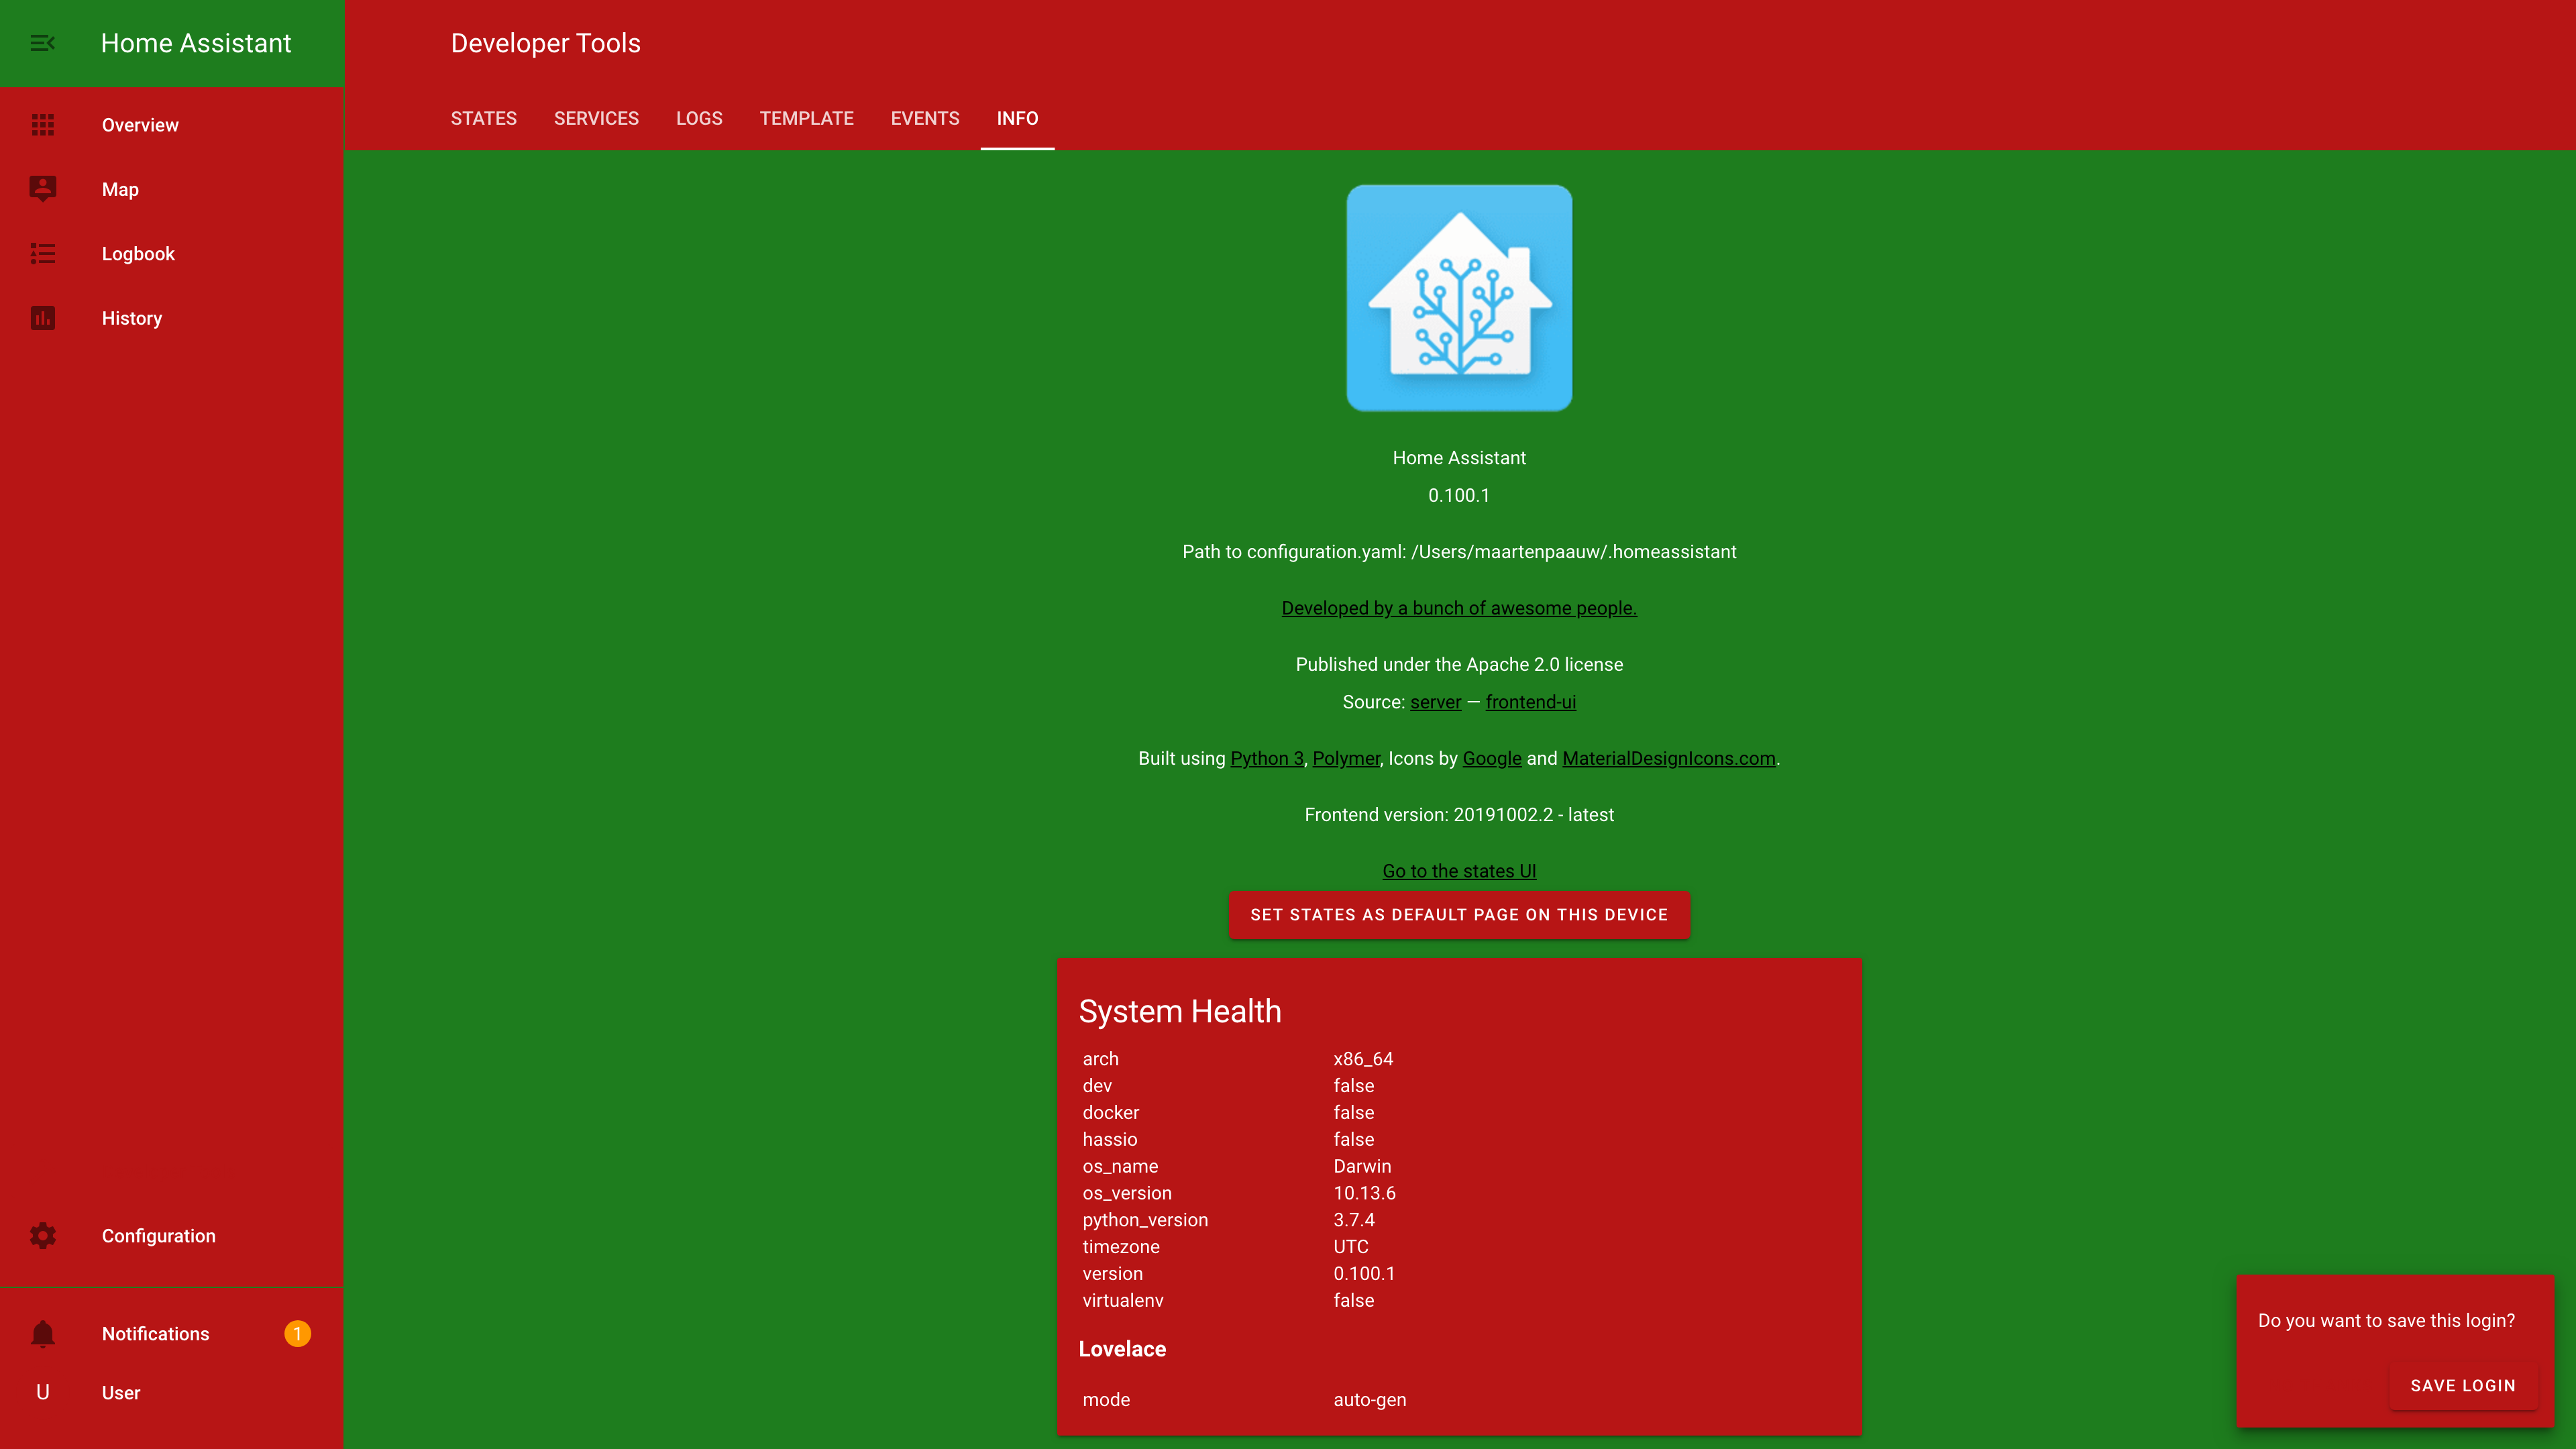 Home Assistant
Overview
Map
Logbook
History
Configuration
Notifications 1
U User
Developer Tools
STATES SERVICES LOGS TEMPLATE EVENTS INFO
Home Assistant
0.100.1
Path to configuration.yaml: /Users/maartenpaauw/.homeassistant
Developed by a bunch of awesome people.
Published under the Apache 2.0 license
Source: server — frontend-ui
Built using Python 3, Polymer, Icons by Google and MaterialDesignIcons.com.
Frontend version: 20191002.2 - latest
Go to the states UI
SET STATES AS DEFAULT PAGE ON THIS DEVICE
System Health
arch x86_64
dev false
docker false
hassio false
os_name Darwin
os_version 10.13.6
python_version 3.7.4
timezone UTC
version 0.100.1
virtualenv false
Lovelace
mode auto-gen
Do you want to save this login?
SAVE LOGIN